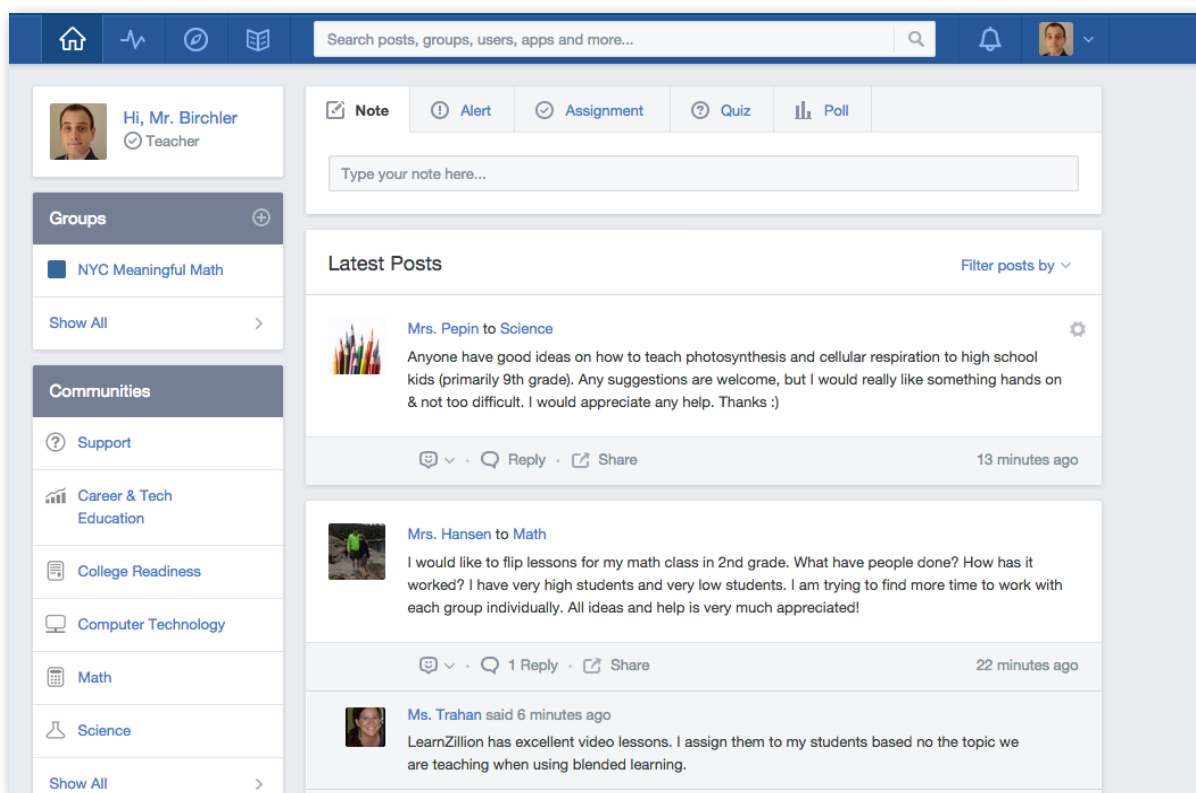 Search posts, groups, users, apps and more...
Hi, Mr. Birchler
Teacher
Groups
NYC Meaningful Math
Show All
Communities
Support
Career & Tech
Education
College Readiness
Computer Technology
Math
Science
Show All
Note
Alert
Assignment
Quiz
Poll
Type your note here...
Latest Posts
Filter posts by
Mrs. Pepin to Science
Anyone have good ideas on how to teach photosynthesis and cellular respiration to high school
kids (primarily 9th grade). Any suggestions are welcome, but I would really like something hands on
& not too difficult. I would appreciate any help. Thanks :)
Reply · Share
13 minutes ago
Mrs. Hansen to Math
I would like to flip lessons for my math class in 2nd grade. What have people done? How has it
worked? I have very high students and very low students. I am trying to find more time to work with
each group individually. All ideas and help is very much appreciated!
1 Reply · Share
22 minutes ago
Ms. Trahan said 6 minutes ago
LearnZillion has excellent video lessons. I assign them to my students based no the topic we
are teaching when using blended learning.